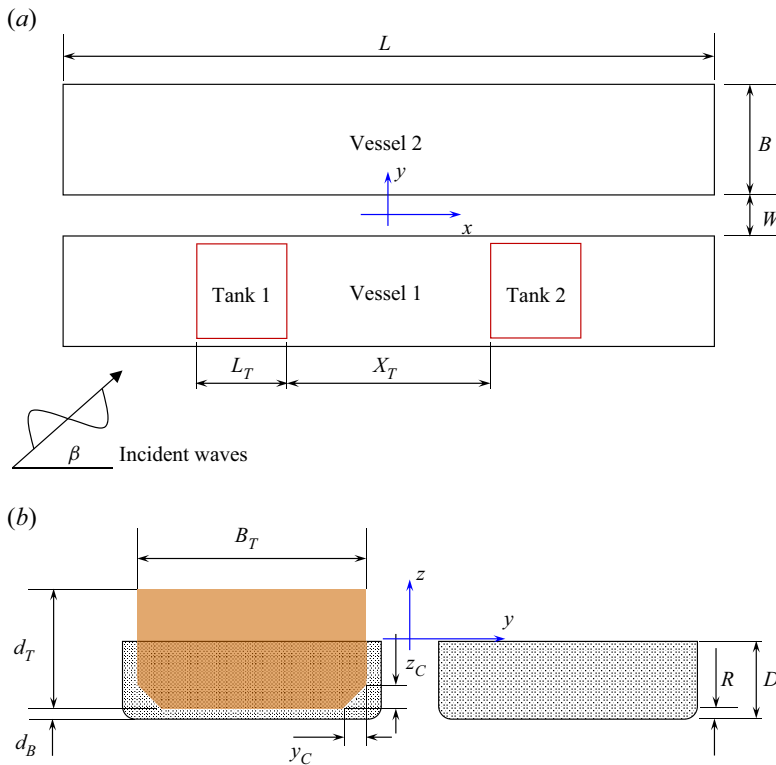 (a)
L
Vessel 2
B
y
W
x
Tank 1
Vessel 1
Tank 2
L_T
X_T
β
Incident waves
(b)
B_T
z
y
d_T
z_C
R
D
d_B
y_C